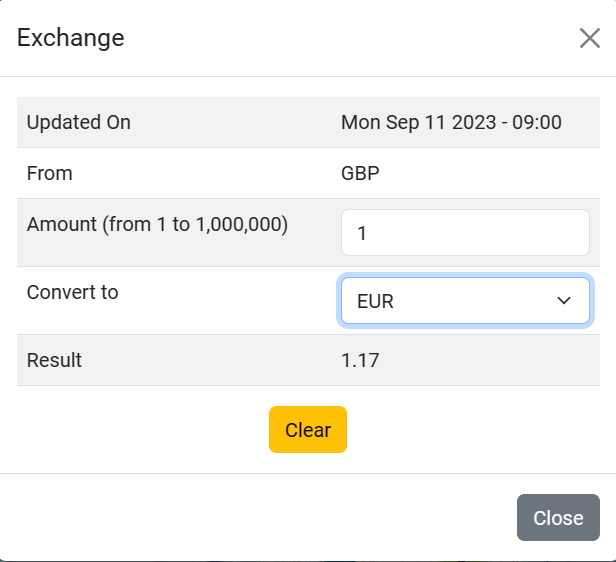 Exchange
Updated On Mon Sep 11 2023 - 09:00
From GBP
Amount (from 1 to 1,000,000) 1
Convert to EUR
Result 1.17
Clear
Close